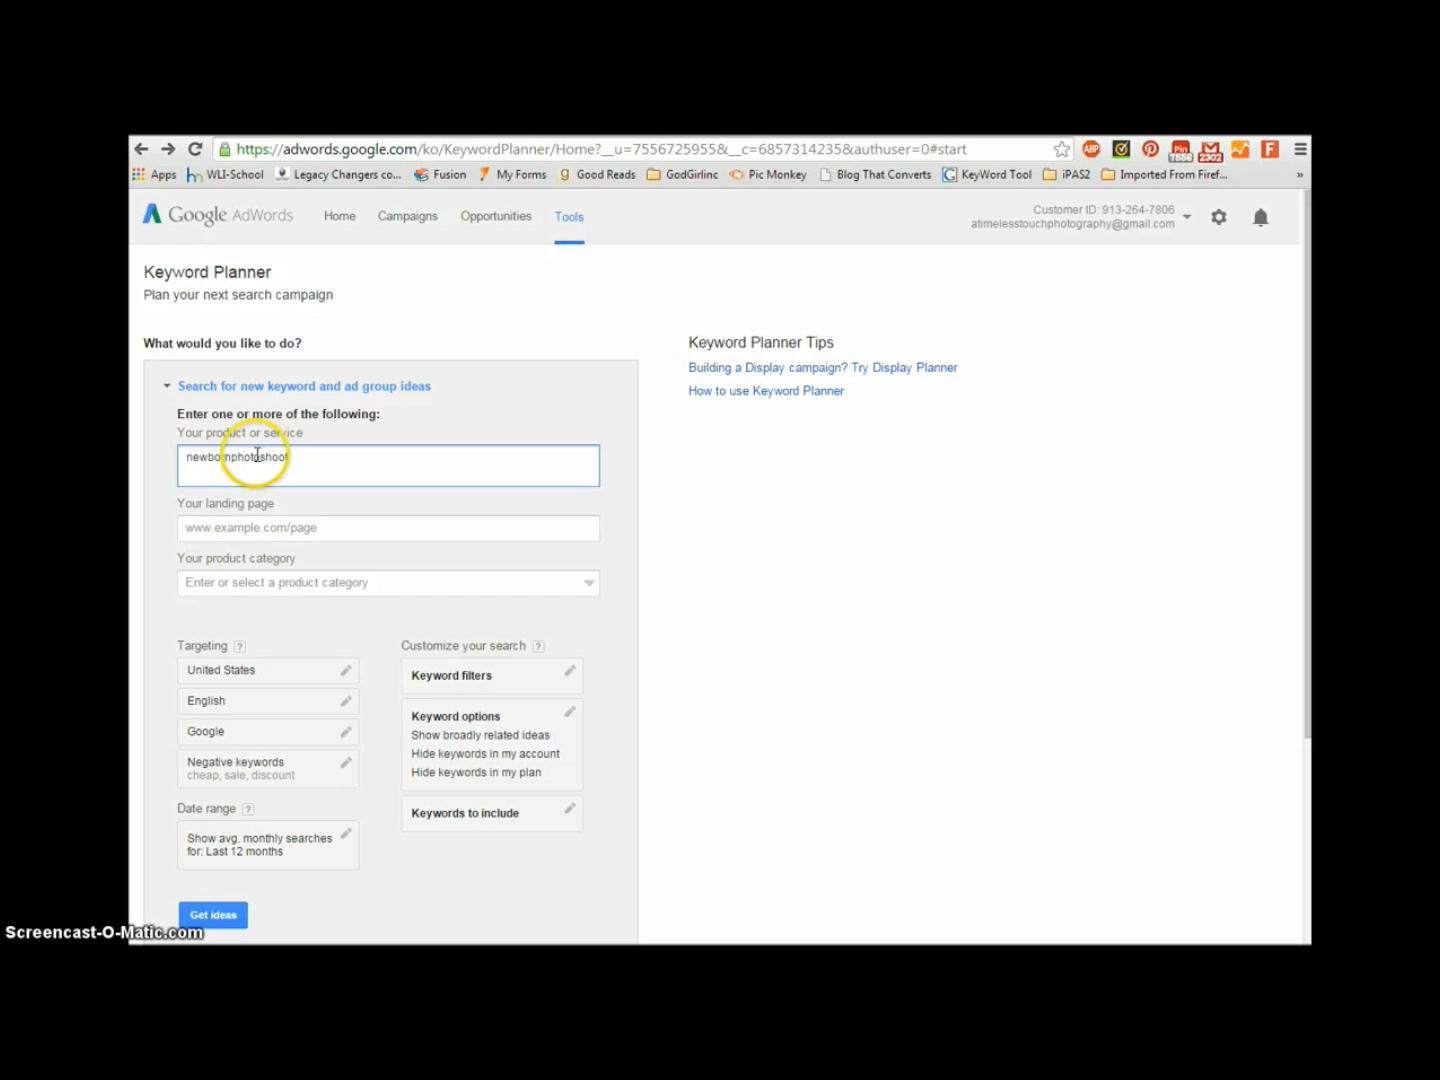 https://adwords.google.com/ko/KeywordPlanner/Home?__u=7556725955&__c=6857314235&authuser=0#start
Apps WLI-School Legacy Changers co... Fusion My Forms Good Reads GodGirlinc Pic Monkey Blog That Converts KeyWord Tool iPAS2 Imported From Firef... »
ABP Pin 7556 2302 F
Google AdWords Home Campaigns Opportunities Tools
Customer ID: 913-264-7806
atimelesstouchphotography@gmail.com
Keyword Planner
Plan your next search campaign
What would you like to do?
Search for new keyword and ad group ideas
Enter one or more of the following:
Your product or service
newbornphotoshoot
Your landing page
www.example.com/page
Your product category
Enter or select a product category
Targeting ?
United States
English
Google
Negative keywords
cheap, sale, discount
Date range ?
Show avg. monthly searches
for: Last 12 months
Customize your search ?
Keyword filters
Keyword options
Show broadly related ideas
Hide keywords in my account
Hide keywords in my plan
Keywords to include
Get ideas
Keyword Planner Tips
Building a Display campaign? Try Display Planner
How to use Keyword Planner
Screencast-O-Matic.com